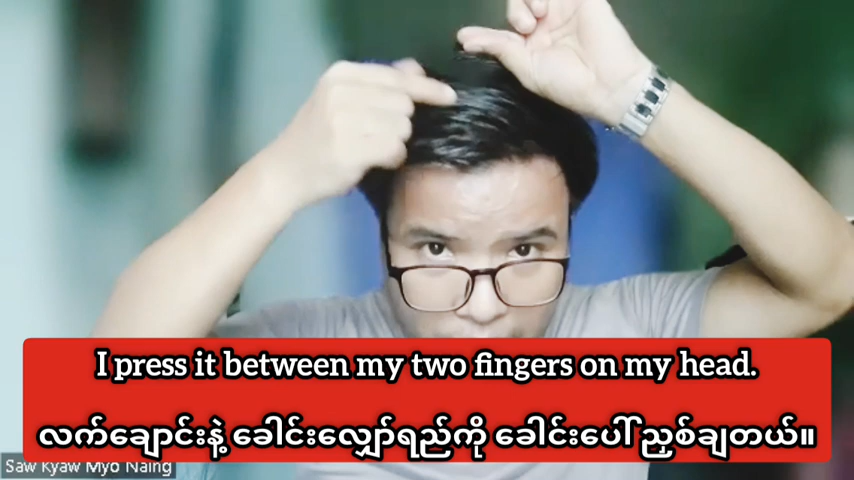 I press it between my two fingers on my head.
လက်ချောင်းနဲ့ ခေါင်းလျှော်ရည်ကို ခေါင်းပေါ် ညှစ်ချတယ်။
Saw Kyaw Myo Naing